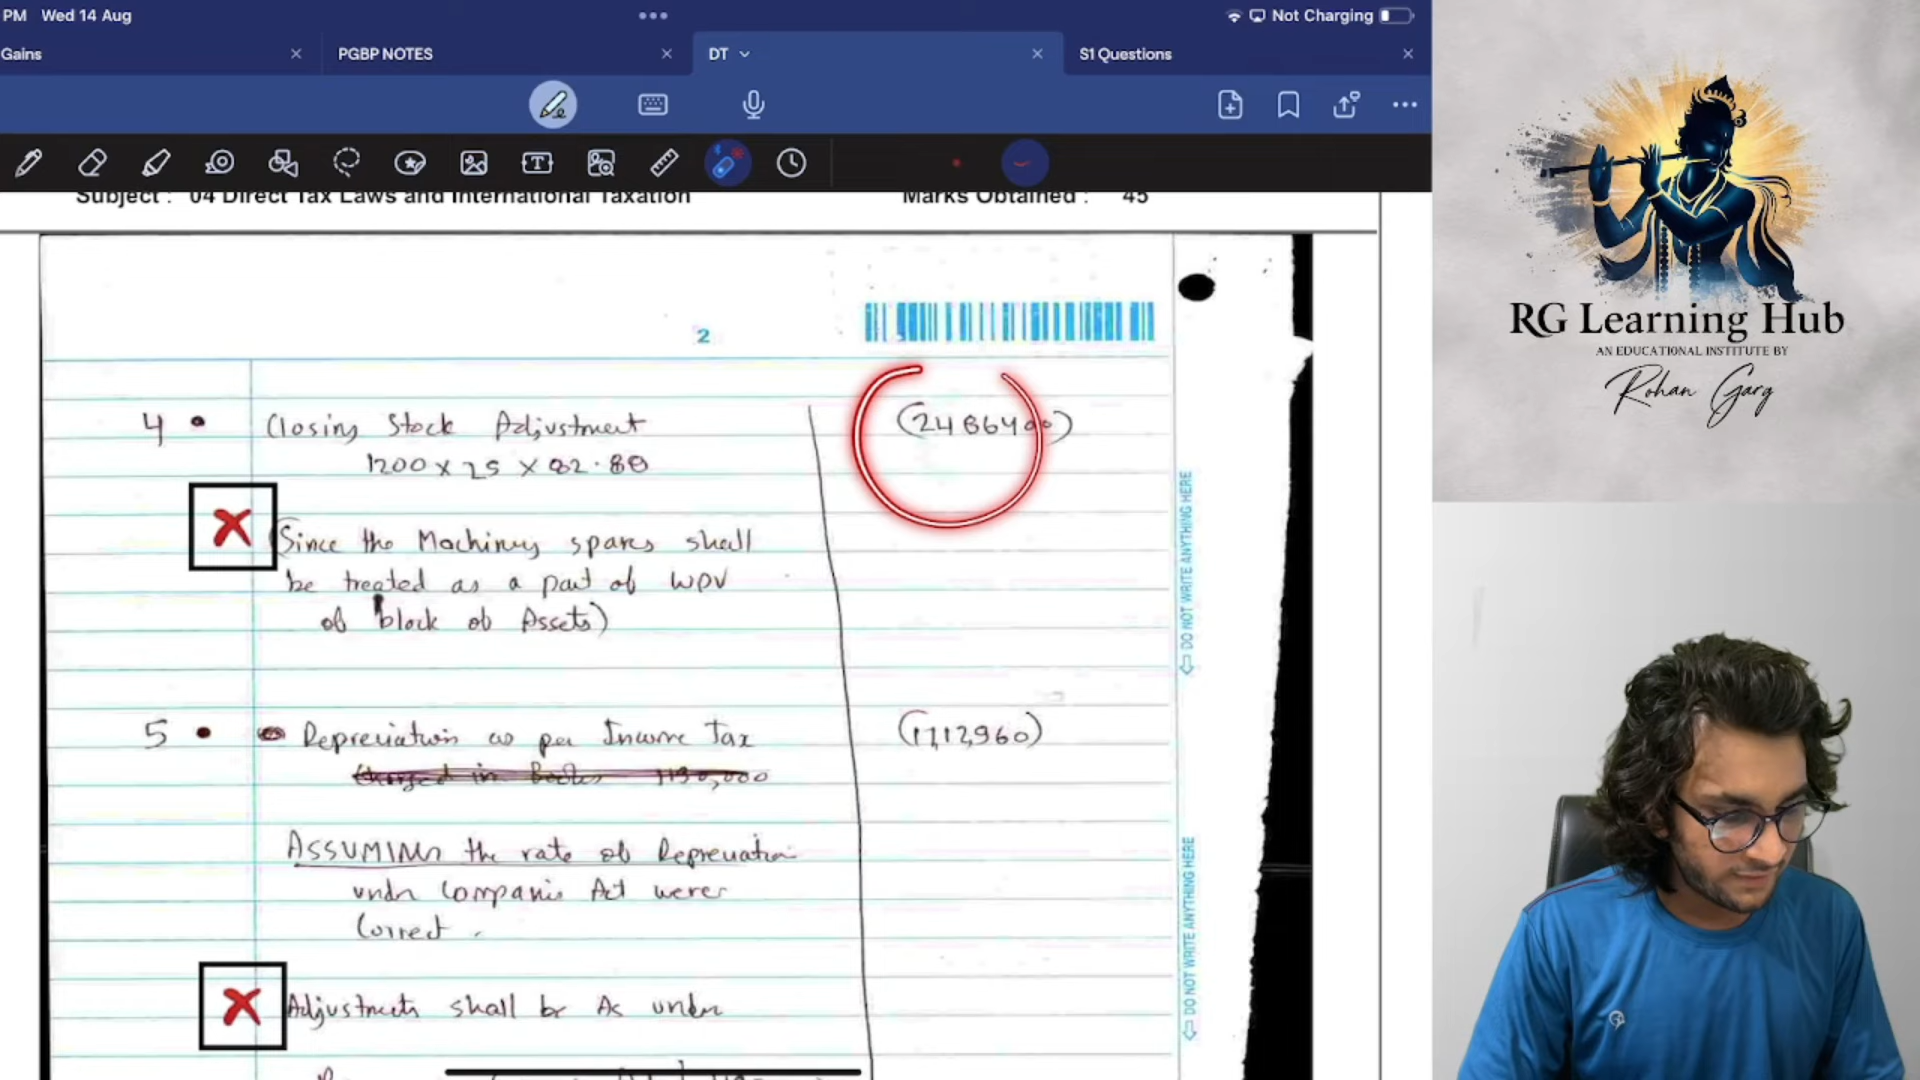 PM Wed 14 Aug
Not Charging
Gains
PGBP NOTES
DT
S1 Questions
Subject : 04 Direct Tax Laws and International Taxation
Marks Obtained : 45
2
4 • Closing Stock Adjustment (2486400)
1200 x 25 x 82.88
(Since the Machinery spares shall
be treated as a part of WDV
of block of Assets)
5 • Depreciation as per Income Tax (1,12,960)
Charged in Books
ASSUMING the rate of Depreciation
under Companies Act were
Correct.
Adjustments shall be As under
DO NOT WRITE ANYTHING HERE
DO NOT WRITE ANYTHING HERE
RG Learning Hub
AN EDUCATIONAL INSTITUTE BY
Rohan Garg